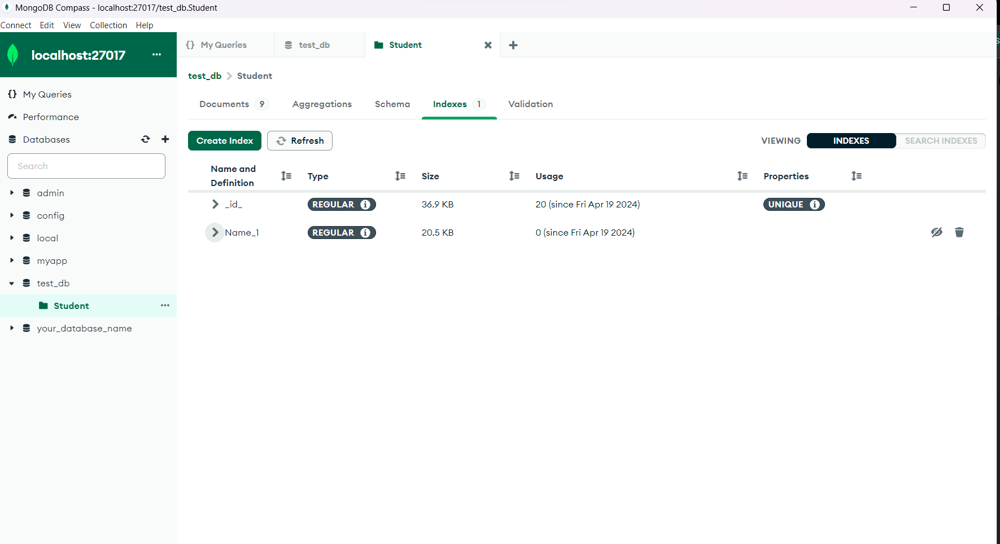 MongoDB Compass - localhost:27017/test_db.Student
Connect Edit View Collection Help
localhost:27017 ...
{} My Queries
Performance
Databases
Search
admin
config
local
myapp
test_db
Student ...
your_database_name
{} My Queries test_db Student
test_db > Student
Documents 9 Aggregations Schema Indexes 1 Validation
Create Index Refresh VIEWING INDEXES SEARCH INDEXES
Name and Definition Type Size Usage Properties
_id_ REGULAR 36.9 KB 20 (since Fri Apr 19 2024) UNIQUE
Name_1 REGULAR 20.5 KB 0 (since Fri Apr 19 2024)